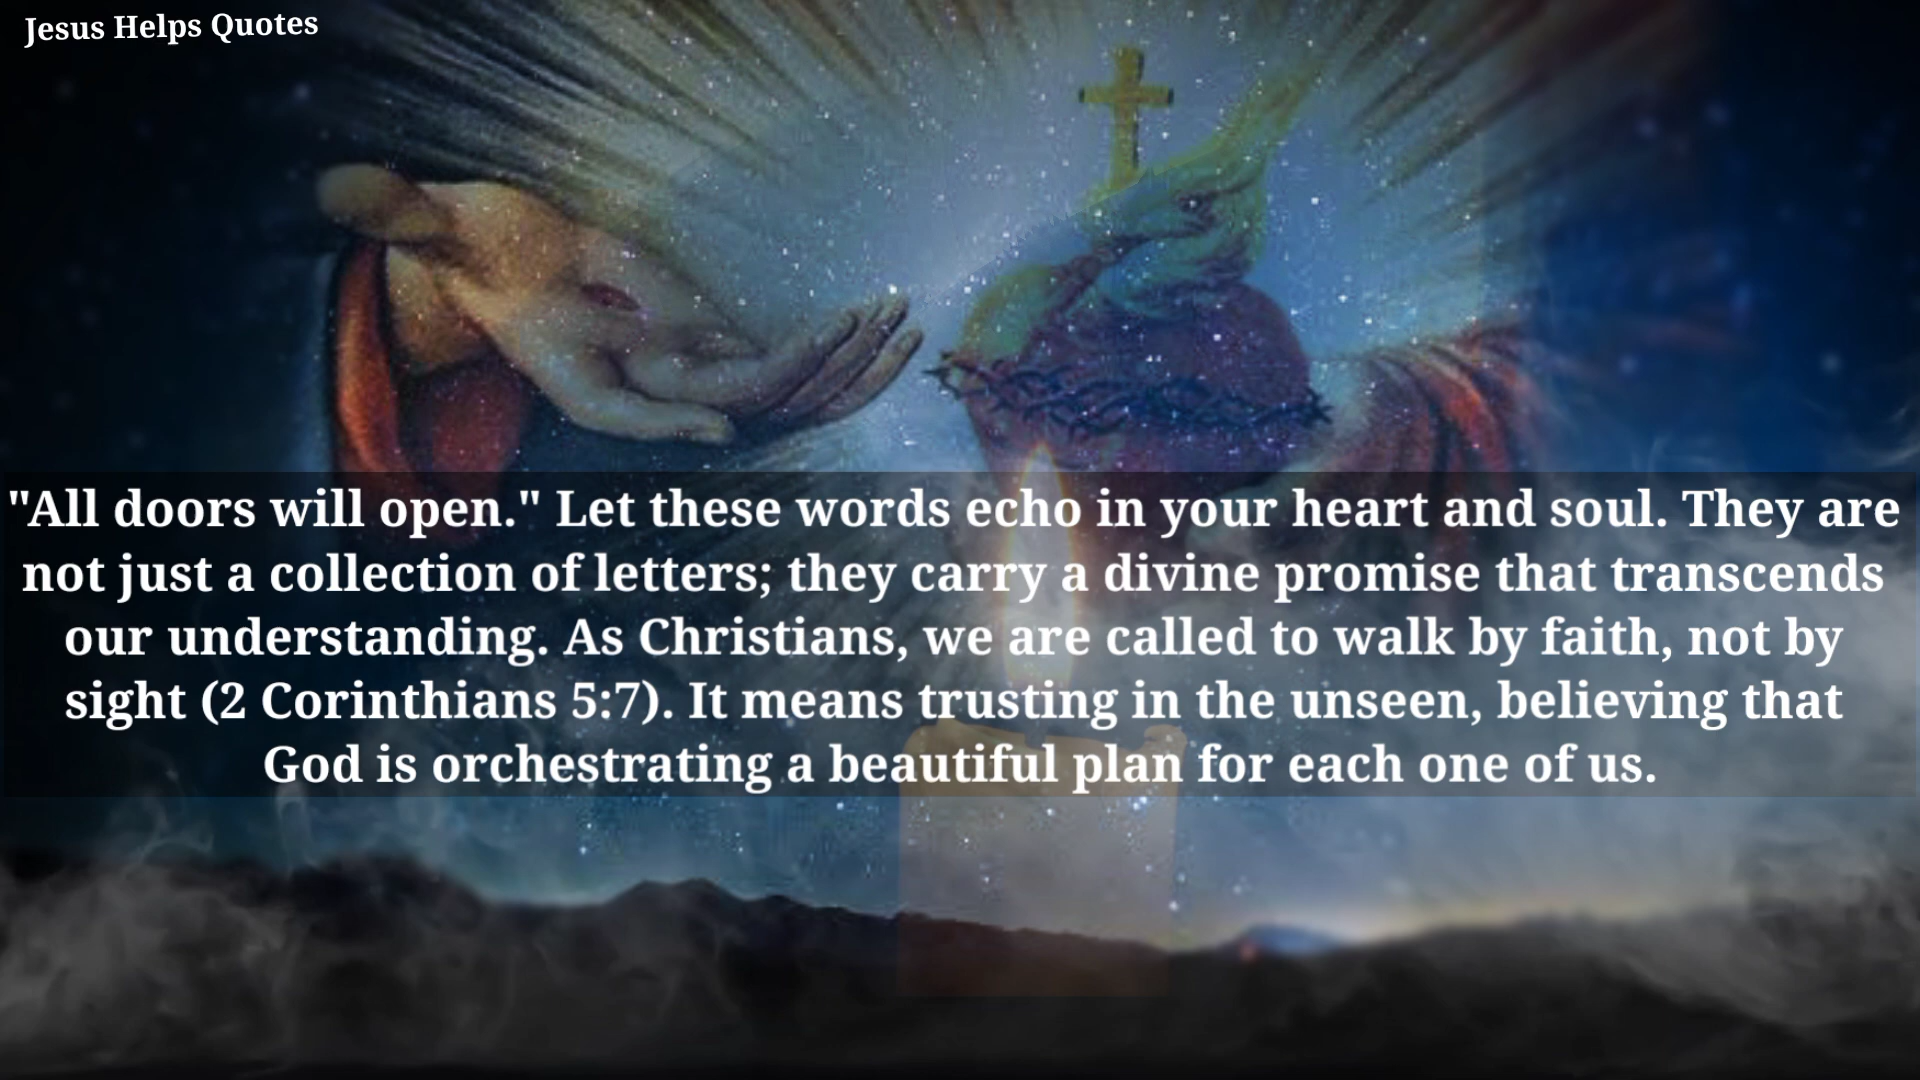 Jesus Helps Quotes
"All doors will open." Let these words echo in your heart and soul. They are
not just a collection of letters; they carry a divine promise that transcends
our understanding. As Christians, we are called to walk by faith, not by
sight (2 Corinthians 5:7). It means trusting in the unseen, believing that
God is orchestrating a beautiful plan for each one of us.